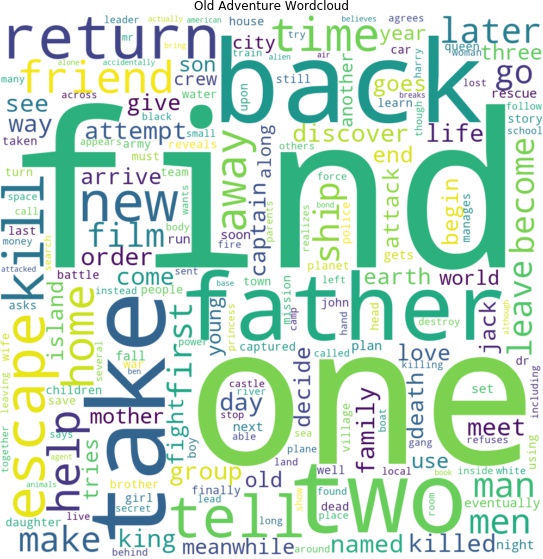 Old Adventure Wordcloud
leader
actually
american
mr
bring
believes
agrees
return
alone
accidentally
house
try
train
alien
air
car
queen
woman
later
friend
son
city
time
year
harry
three
many
crew
still
back
lost
breaks
rescue
across
water
go
see
give
upon
another
goes
learn
though
follow
way
black
small
discover
life
story
school
taken
attempt
reveals
away
along
others
end
turn
appears
army
must
wants
find
captain
force
bond
police
attack
begin
manages
become
space
call
arrive
team
body
realizes
gets
kill
last
money
new
run
soon
fire
parents
ship
planet
search
film
attacked
order
battle
sent
come
instead
people
base
town
left
earth
world
leave
asks
island
home
first
young
power
princess
father
mission
camp
john
hand
head
destroy
jack
although
escape
several
take
fall
war
ben
captured
called
plan
love
killing
dr
including
wife
leaving
children
save
fight
castle
river
decide
one
death
set
together
help
says
agent
mother
tries
boy
day
stop
able
next
sea
village
boat
family
gang
use
refuses
meet
using
animals
brother
girl
secret
group
plane
land
old
well
local
book
inside
white
man
daughter
live
finally
lead
show
found
dead
place
two
room
eventually
men
make
behind
king
tell
long
meanwhile
around
named
killed
night